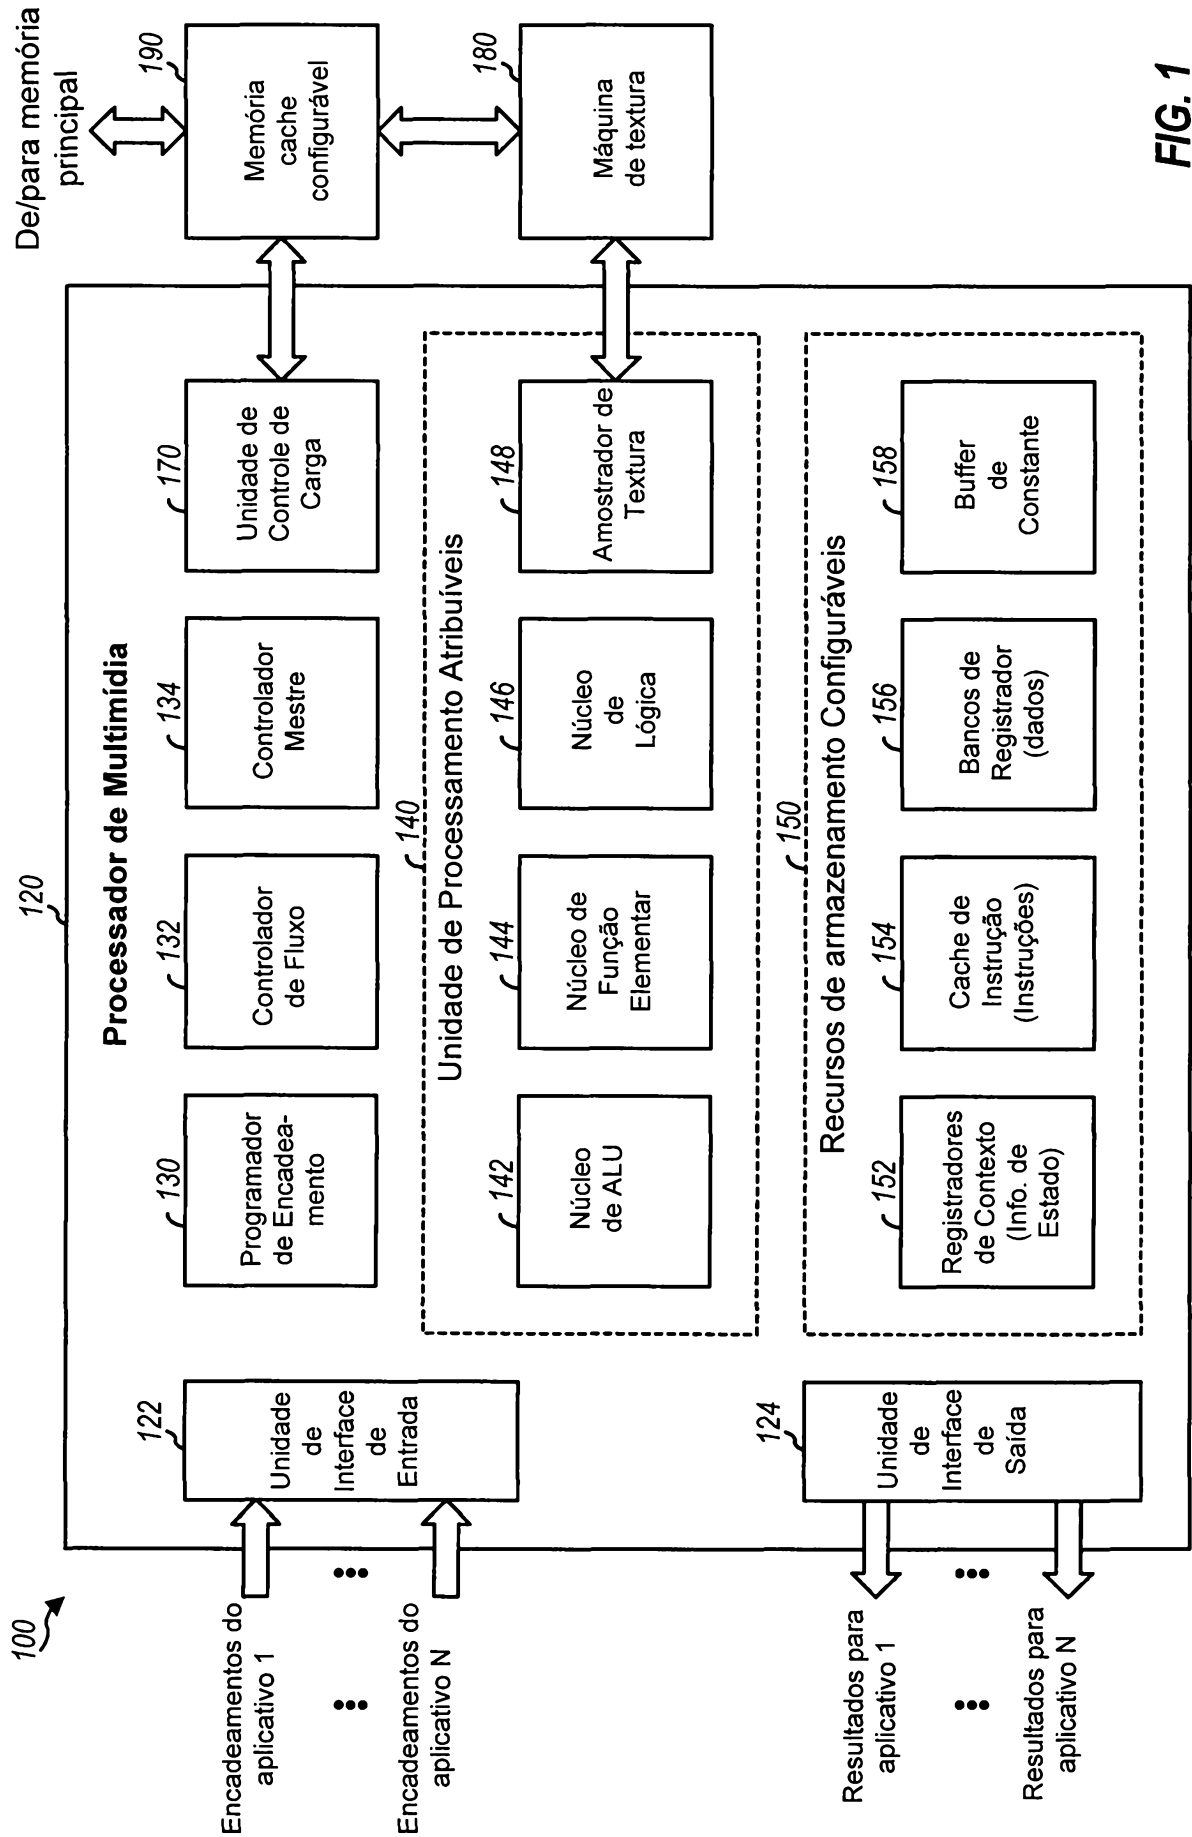 100
Encadeamentos do
aplicativo 1
Encadeamentos do
aplicativo N
Resultados para
aplicativo 1
Resultados para
aplicativo N
120
Processador de Multimídia
122
Unidade
de
Interface
de
Entrada
124
Unidade
de
Interface
de
Saída
130
Programador
de Encadea-
mento
132
Controlador
de Fluxo
134
Controlador
Mestre
170
Unidade de
Controle de
Carga
140
Unidade de Processamento Atribuíveis
142
Núcleo
de ALU
144
Núcleo de
Função
Elementar
146
Núcleo
de
Lógica
148
Amostrador de
Textura
150
Recursos de armazenamento Configuráveis
152
Registradores
de Contexto
(Info. de
Estado)
154
Cache de
Instrução
(Instruções)
156
Bancos de
Registrador
(dados)
158
Buffer
de
Constante
De/para memória
principal
190
Memória
cache
configurável
180
Máquina
de textura
FIG. 1